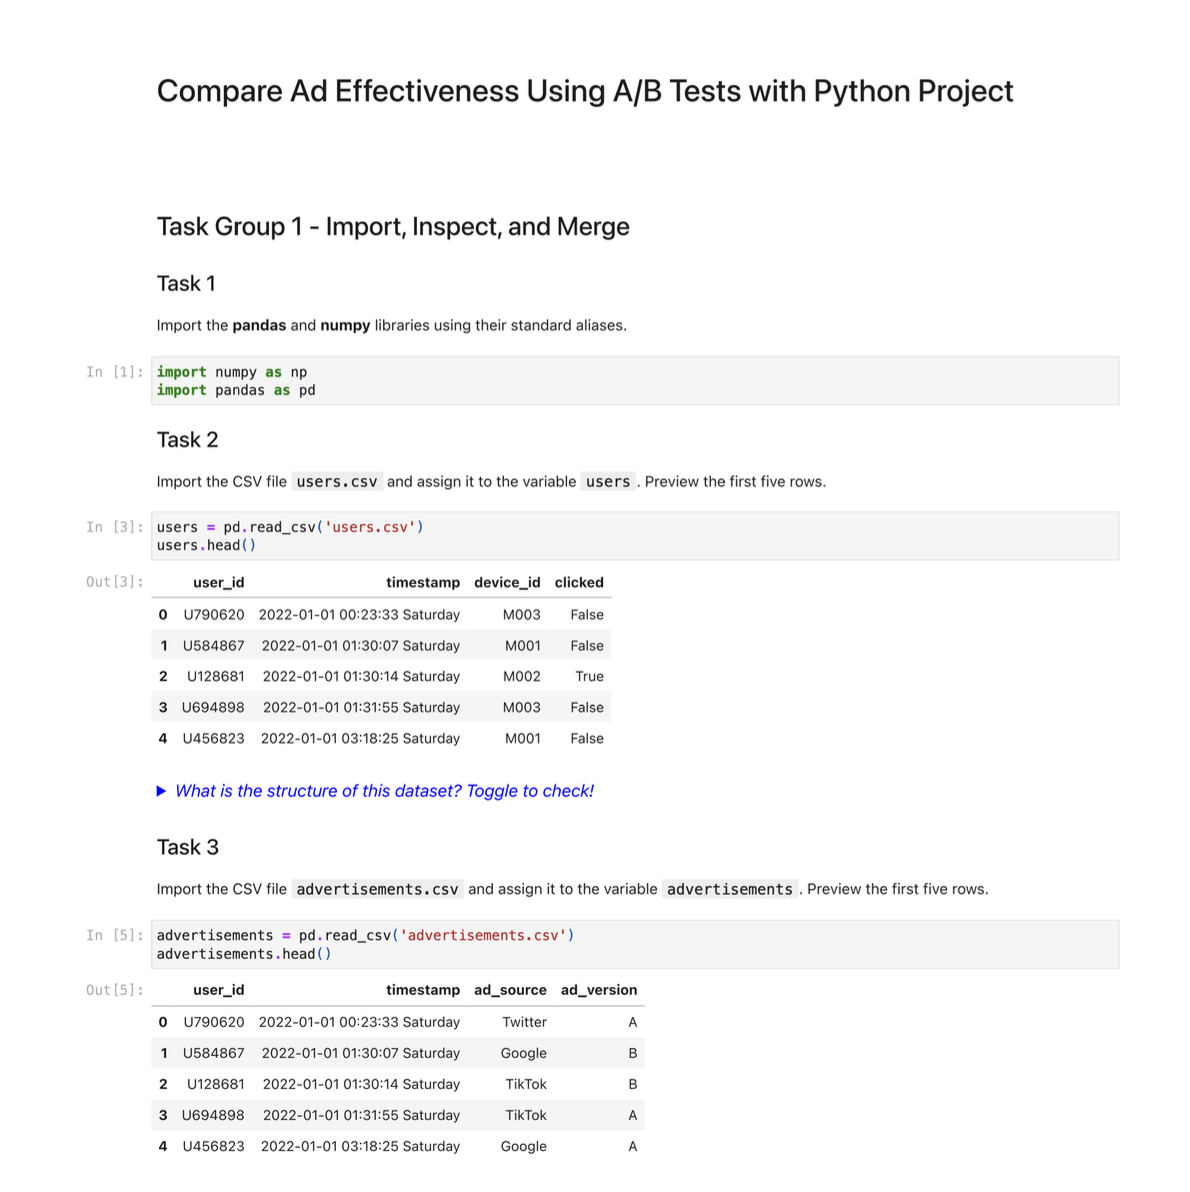 Compare Ad Effectiveness Using A/B Tests with Python Project
Task Group 1 - Import, Inspect, and Merge
Task 1
Import the pandas and numpy libraries using their standard aliases.
In [1]: import numpy as np
import pandas as pd
Task 2
Import the CSV file users.csv and assign it to the variable users . Preview the first five rows.
In [3]: users = pd.read_csv('users.csv')
users.head()
Out[3]: user_id timestamp device_id clicked
0 U790620 2022-01-01 00:23:33 Saturday M003 False
1 U584867 2022-01-01 01:30:07 Saturday M001 False
2 U128681 2022-01-01 01:30:14 Saturday M002 True
3 U694898 2022-01-01 01:31:55 Saturday M003 False
4 U456823 2022-01-01 03:18:25 Saturday M001 False
▶ What is the structure of this dataset? Toggle to check!
Task 3
Import the CSV file advertisements.csv and assign it to the variable advertisements . Preview the first five rows.
In [5]: advertisements = pd.read_csv('advertisements.csv')
advertisements.head()
Out[5]: user_id timestamp ad_source ad_version
0 U790620 2022-01-01 00:23:33 Saturday Twitter A
1 U584867 2022-01-01 01:30:07 Saturday Google B
2 U128681 2022-01-01 01:30:14 Saturday TikTok B
3 U694898 2022-01-01 01:31:55 Saturday TikTok A
4 U456823 2022-01-01 03:18:25 Saturday Google A